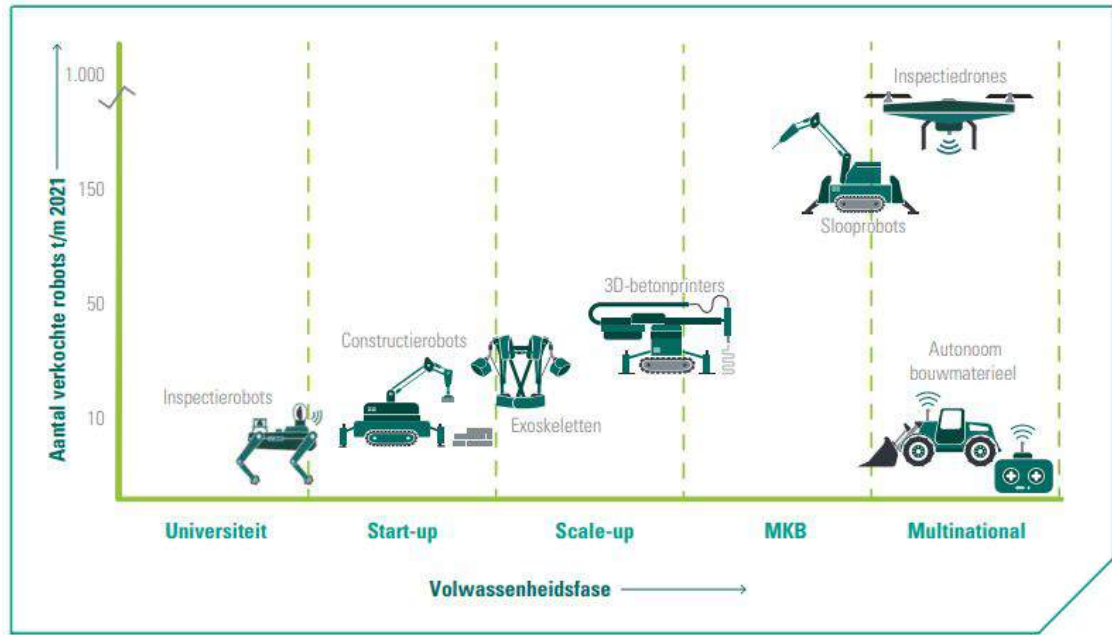 Aantal verkochte robots t/m 2021
1.000
150
50
10
Inspectiedrones
Slooprobots
3D-betonprinters
Constructierobots
Autonoom
bouwmaterieel
Inspectierobots
Exoskeletten
Universiteit
Start-up
Scale-up
MKB
Multinational
Volwassenheidsfase